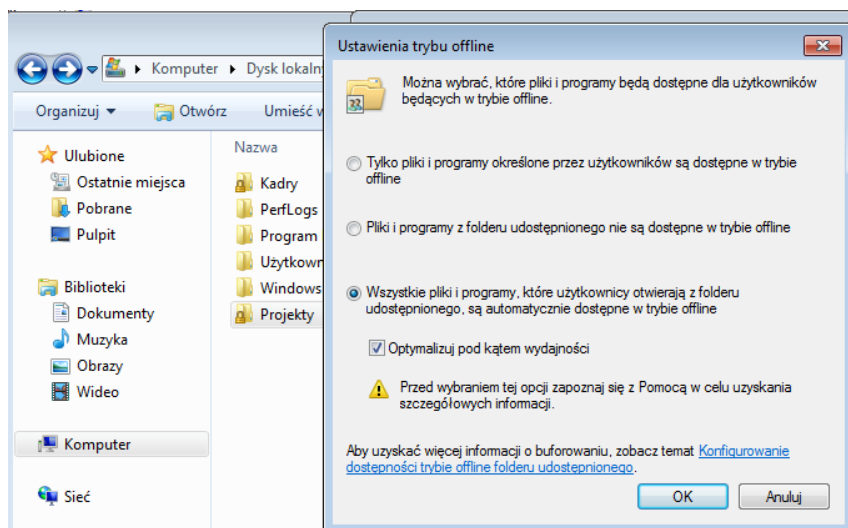 Komputer
Dysk lokalny
Organizuj
Otwórz
Umieść w
Ulubione
Ostatnie miejsca
Pobrane
Pulpit
Biblioteki
Dokumenty
Muzyka
Obrazy
Wideo
Komputer
Sieć
Nazwa
Kadry
PerfLogs
Program
Użytkown
Windows
Projekty
Ustawienia trybu offline
Można wybrać, które pliki i programy będą dostępne dla użytkowników
będących w trybie offline.
Tylko pliki i programy określone przez użytkowników są dostępne w trybie
offline
Pliki i programy z folderu udostępnionego nie są dostępne w trybie offline
Wszystkie pliki i programy, które użytkownicy otwierają z folderu
udostępnionego, są automatycznie dostępne w trybie offline
Optymalizuj pod kątem wydajności
Przed wybraniem tej opcji zapoznaj się z Pomocą w celu uzyskania
szczegółowych informacji.
Aby uzyskać więcej informacji o buforowaniu, zobacz temat Konfigurowanie
dostępności trybie offline folderu udostępnionego.
OK
Anuluj